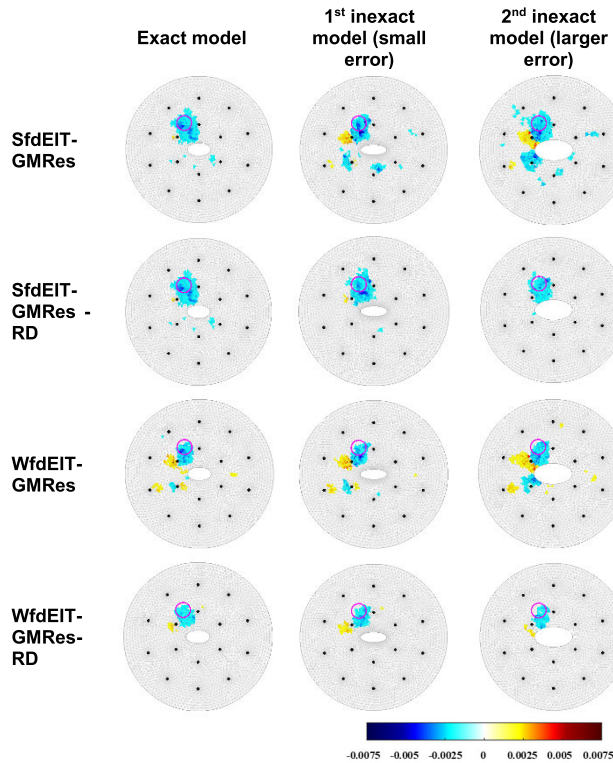 Exact model
1st inexact
model (small
error)
2nd inexact
model (larger
error)
SfdEIT-
GMRes
SfdEIT-
GMRes -
RD
WfdEIT-
GMRes
WfdEIT-
GMRes-
RD
-0.0075 -0.005 -0.0025 0 0.0025 0.005 0.0075